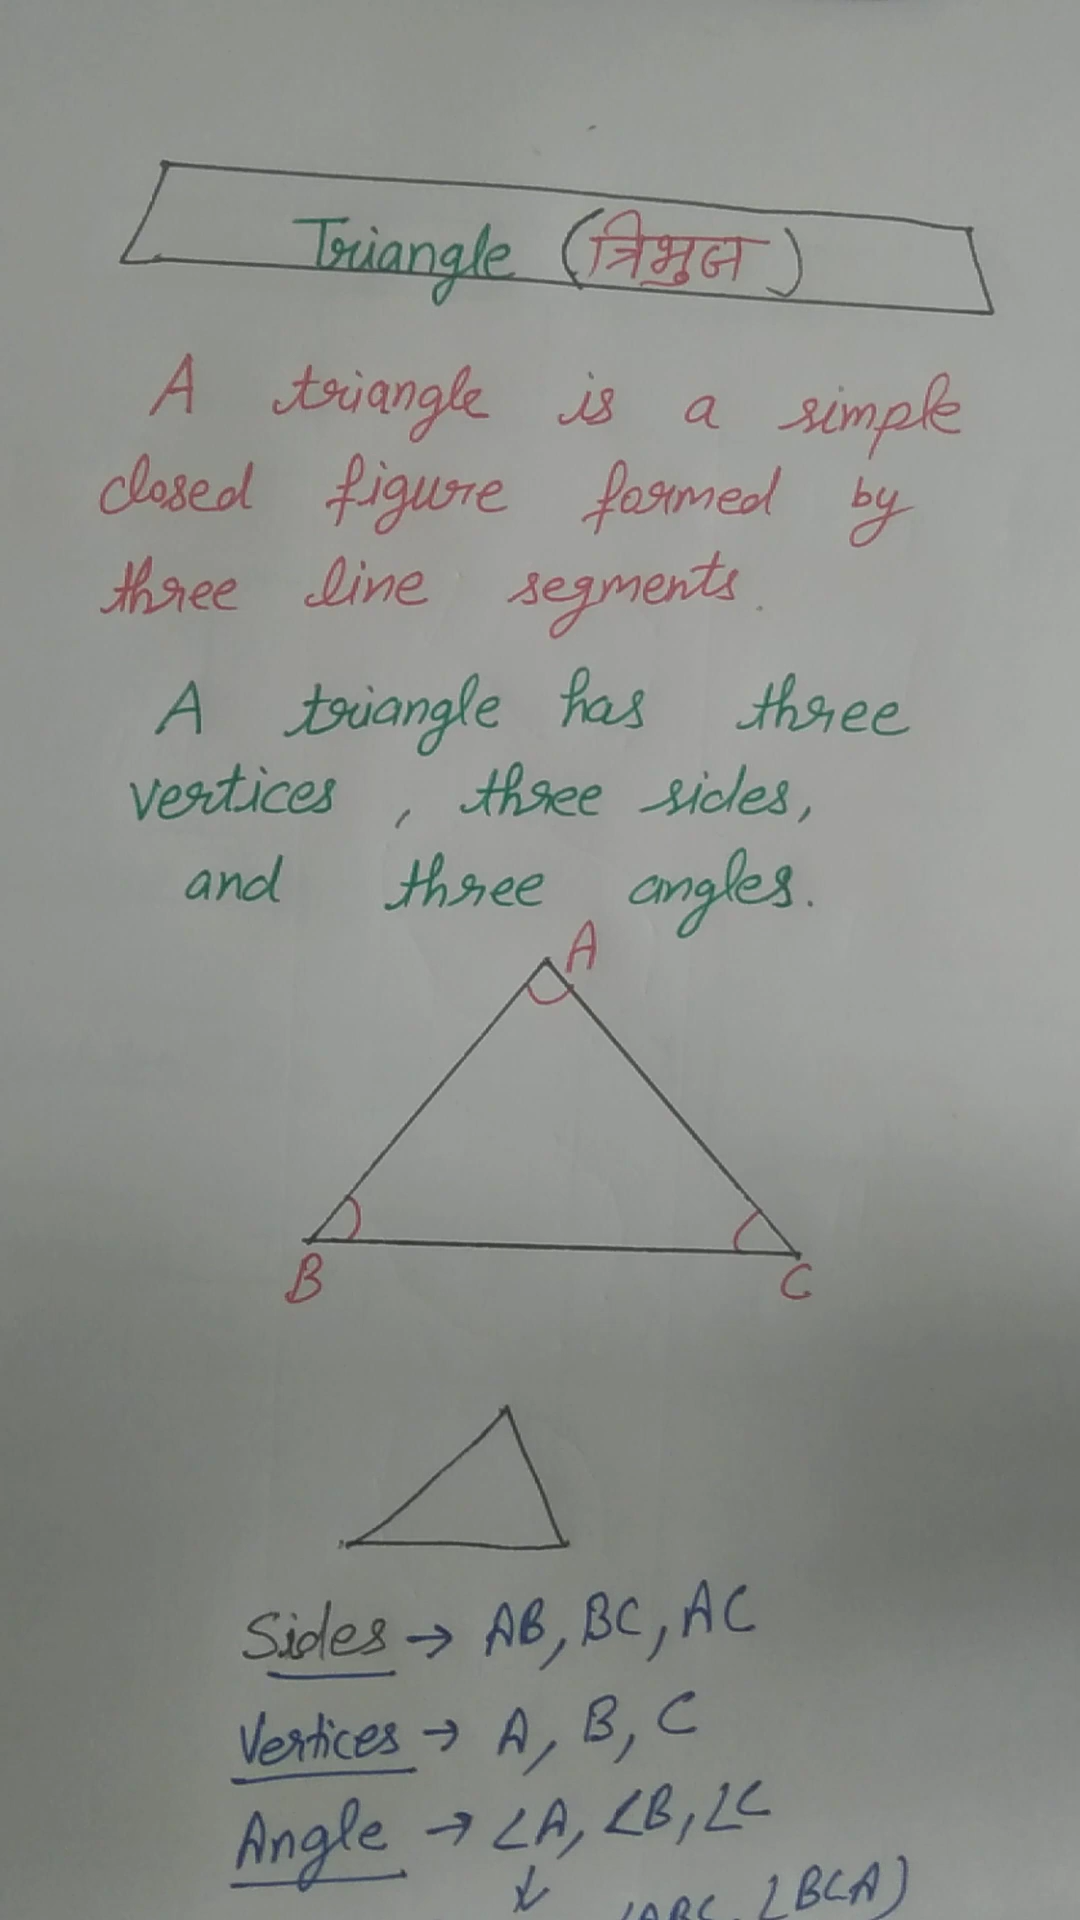 Triangle (त्रिभुज)
A triangle is a simple
closed figure formed by
three line segments.
A triangle has three
vertices, three sides,
and three angles.
A
B
C
Sides → AB, BC, AC
Vertices → A, B, C
Angle → ∠A, ∠B, ∠C
↓
∠ABC, ∠BCA)